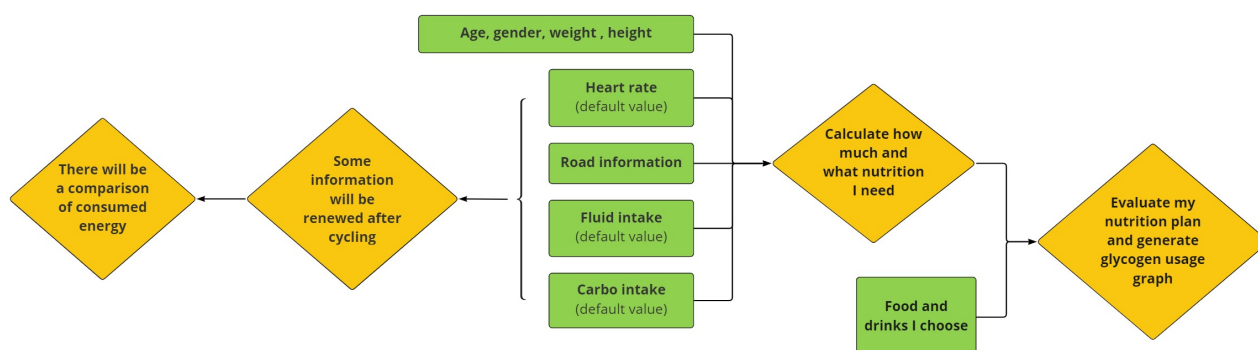 Age, gender, weight , height
Heart rate
(default value)
Road information
Fluid intake
(default value)
Carbo intake
(default value)
There will be
a comparison
of consumed
energy
Some
information
will be
renewed after
cycling
Calculate how
much and
what nutrition
I need
Food and
drinks I choose
Evaluate my
nutrition plan
and generate
glycogen usage
graph